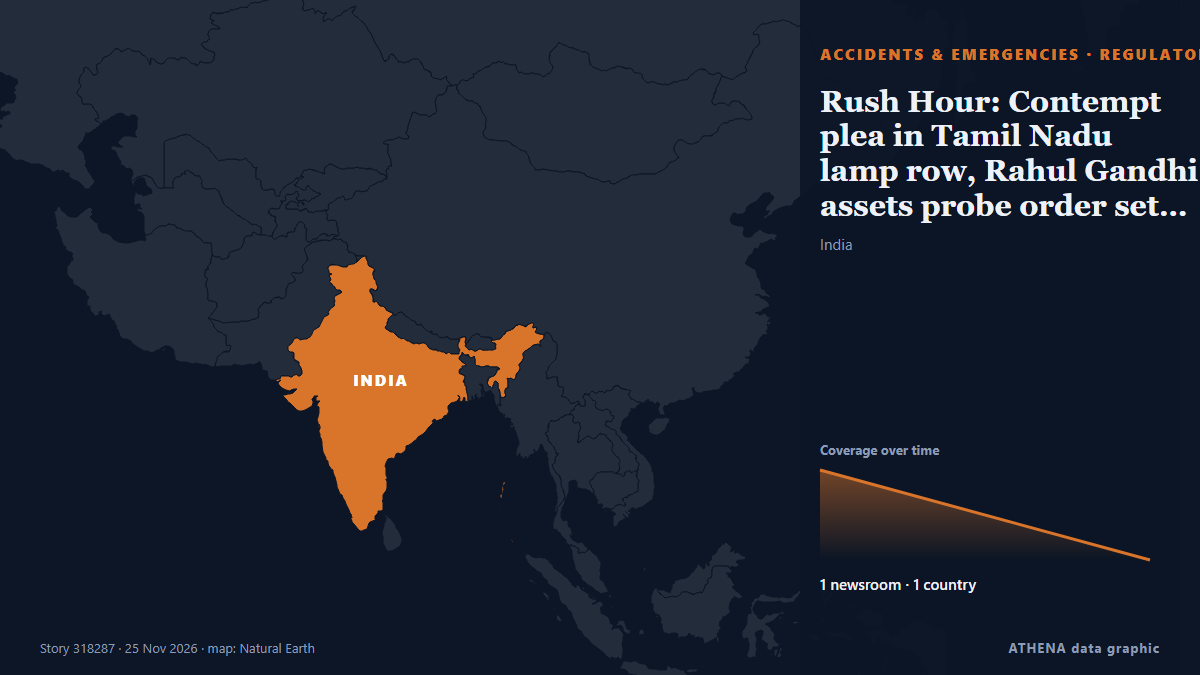 ACCIDENTS & EMERGENCIES · REGULATO
Rush Hour: Contempt
plea in Tamil Nadu
lamp row, Rahul Gandhi
assets probe order set...
India
INDIA
Coverage over time
1 newsroom · 1 country
Story 318287 · 25 Nov 2026 · map: Natural Earth
ATHENA data graphic